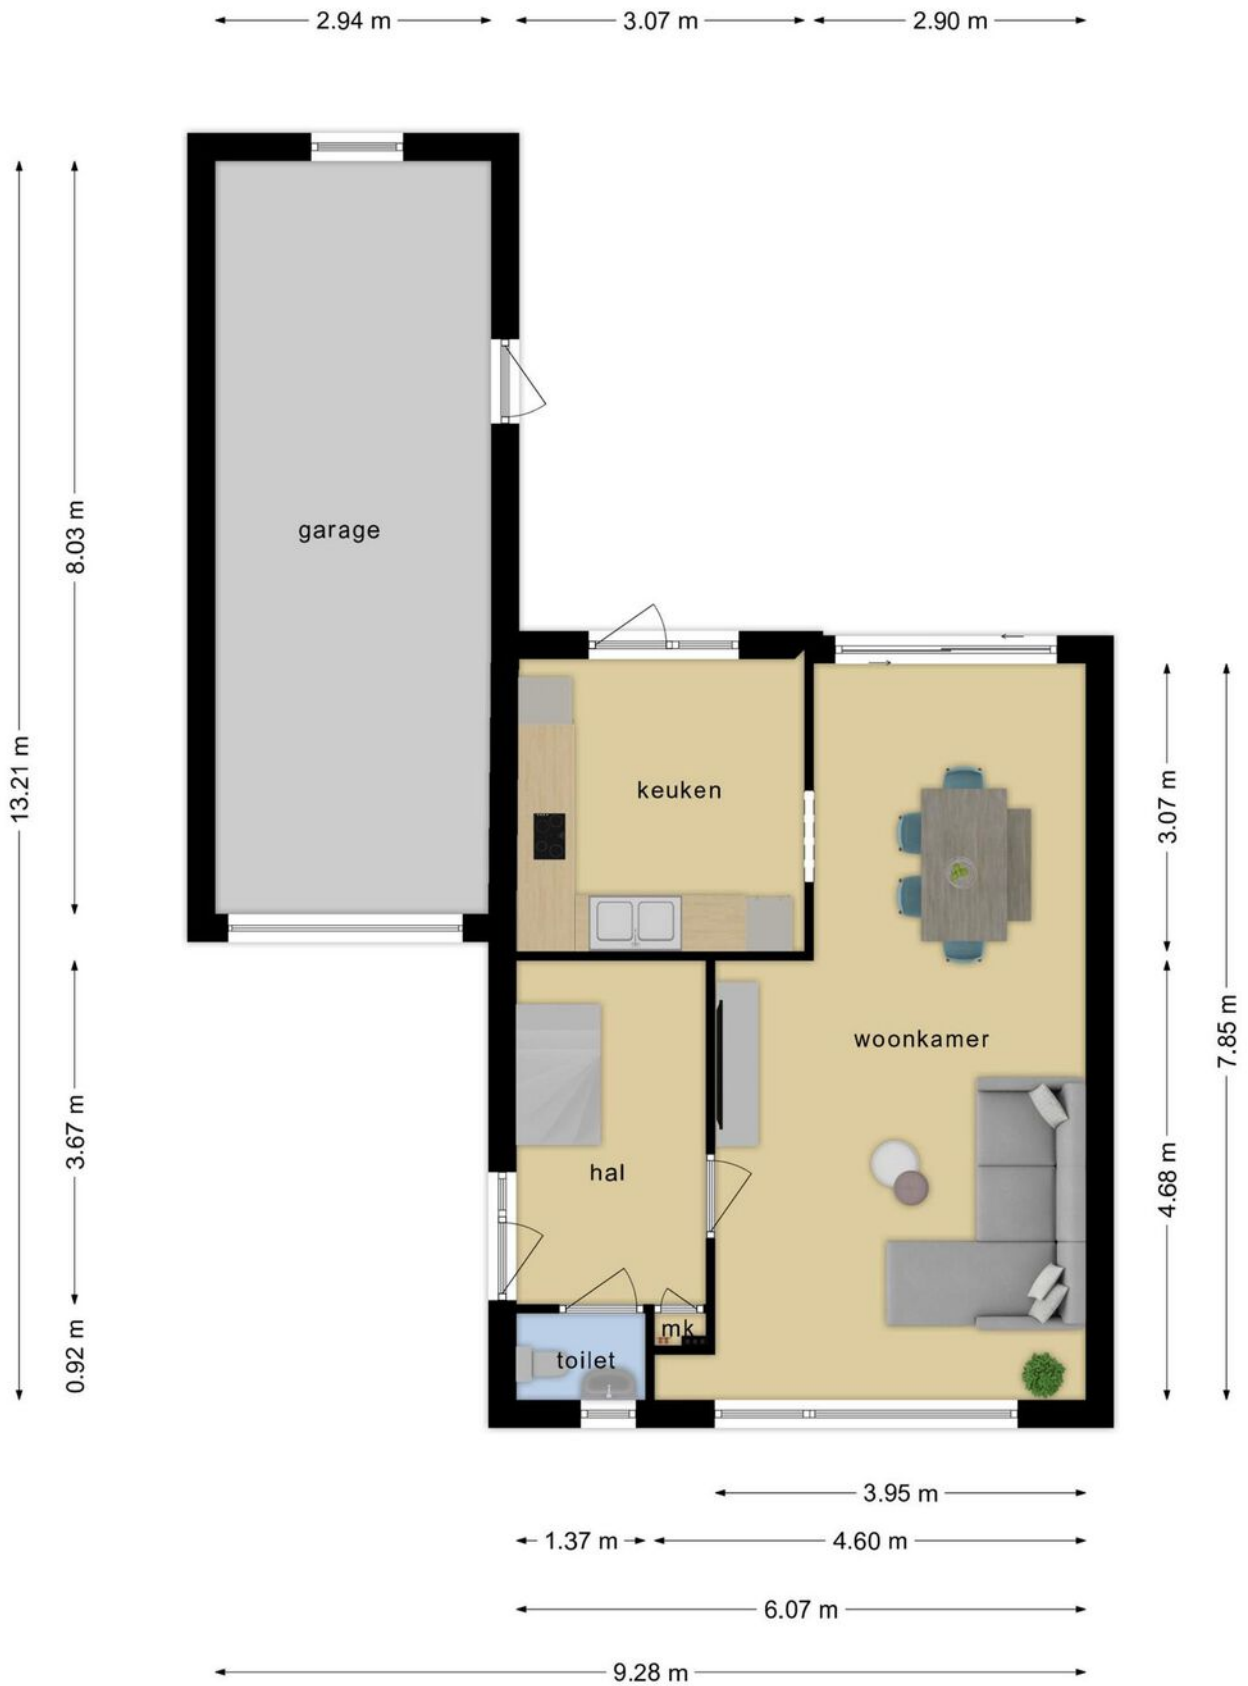 2.94 m
3.07 m
2.90 m
garage
8.03 m
13.21 m
keuken
3.07 m
woonkamer
7.85 m
3.67 m
4.68 m
hal
mk
toilet
0.92 m
3.95 m
1.37 m
4.60 m
6.07 m
9.28 m